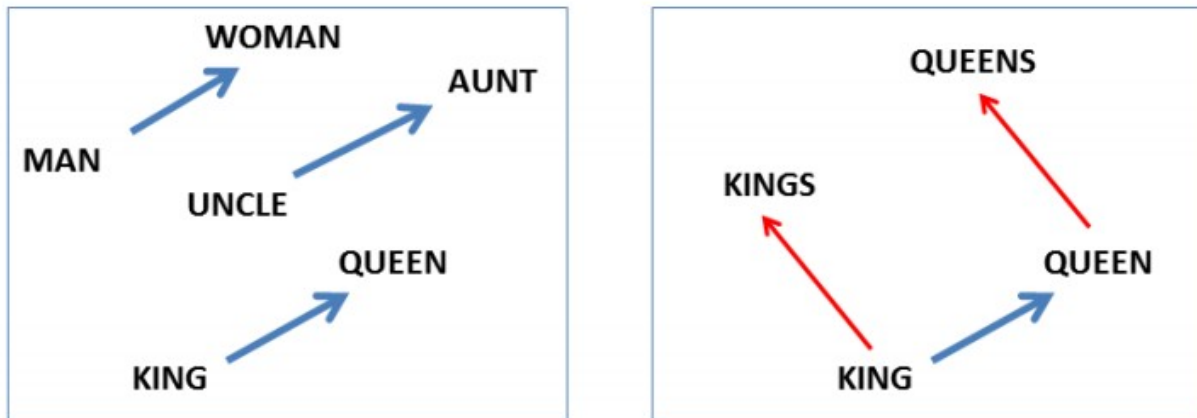 WOMAN
AUNT
MAN
UNCLE
QUEEN
KING
QUEENS
KINGS
QUEEN
KING